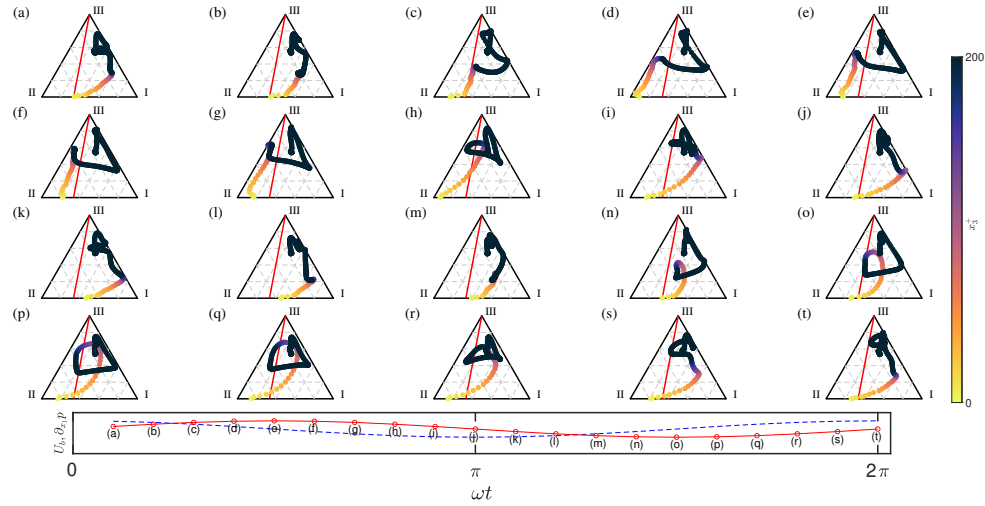 (a) III (b) III (c) III (d) III (e) III
200
II I II I II I II I II I
(f) III (g) III (h) III (i) III (j) III
II I II I II I II I II I
x₃⁺
(k) III (l) III (m) III (n) III (o) III
II I II I II I II I II I
(p) III (q) III (r) III (s) III (t) III
II I II I II I II I II I
0
U_b, ∂_{x₁}p
(a) (b) (c) (d) (e) (f) (g) (h) (i) (j) (k) (l) (m) (n) (o) (p) (q) (r) (s) (t)
0 π 2π
ωt